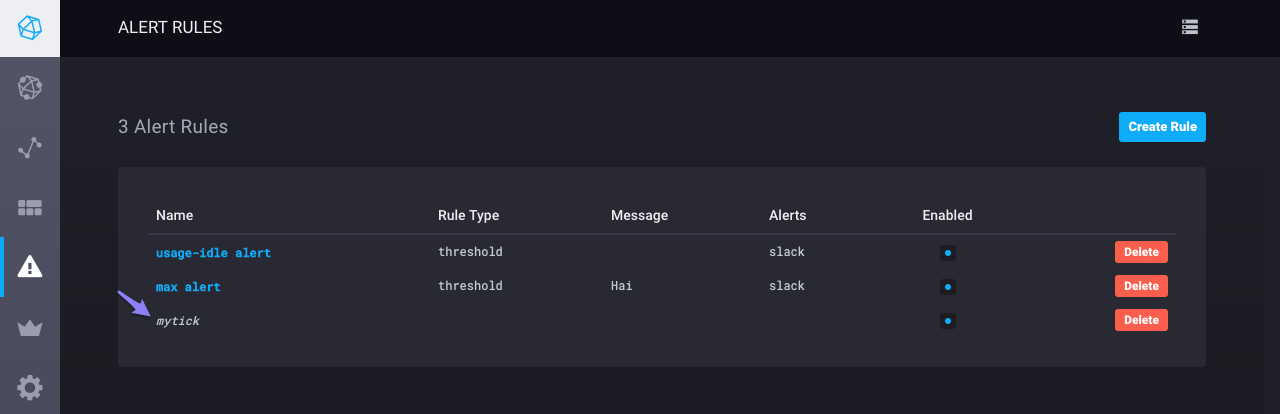 ALERT RULES
3 Alert Rules
Create Rule
Name Rule Type Message Alerts Enabled
usage-idle alert threshold slack Delete
max alert threshold Hai slack Delete
mytick Delete